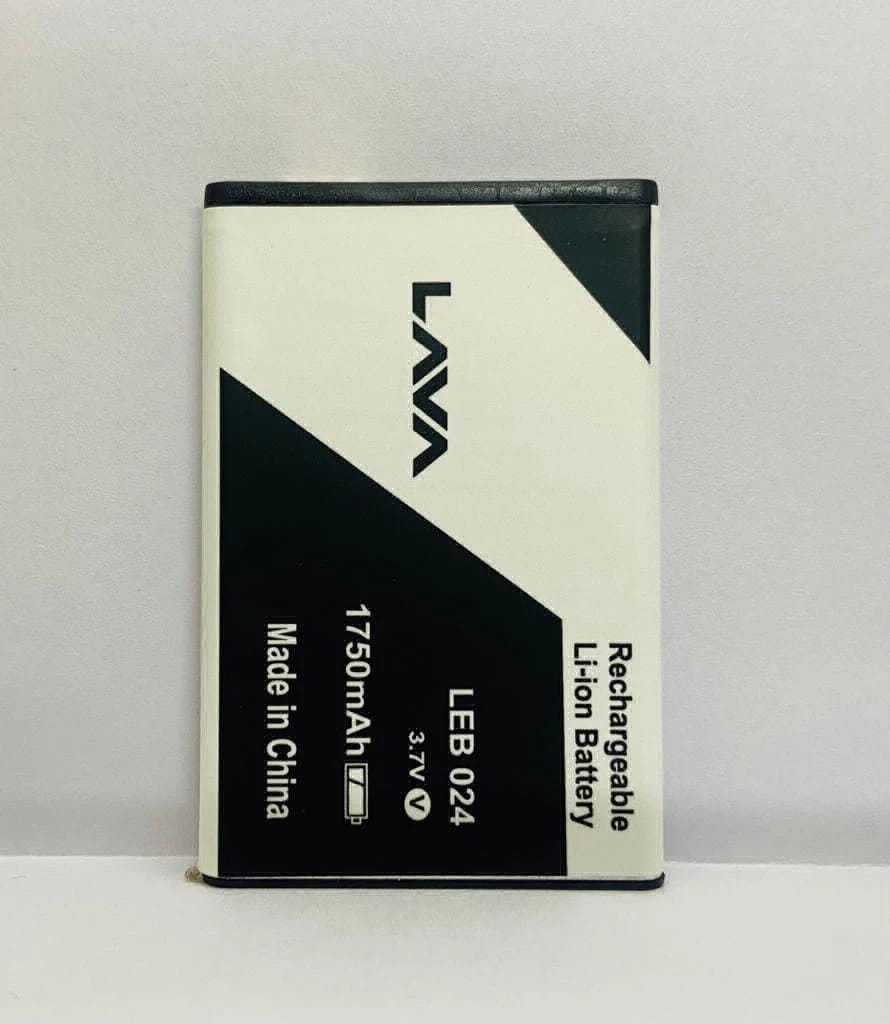 LAVA
Rechargeable
Li-ion Battery
LEB 024
3.7V V
1750mAh
Made in China